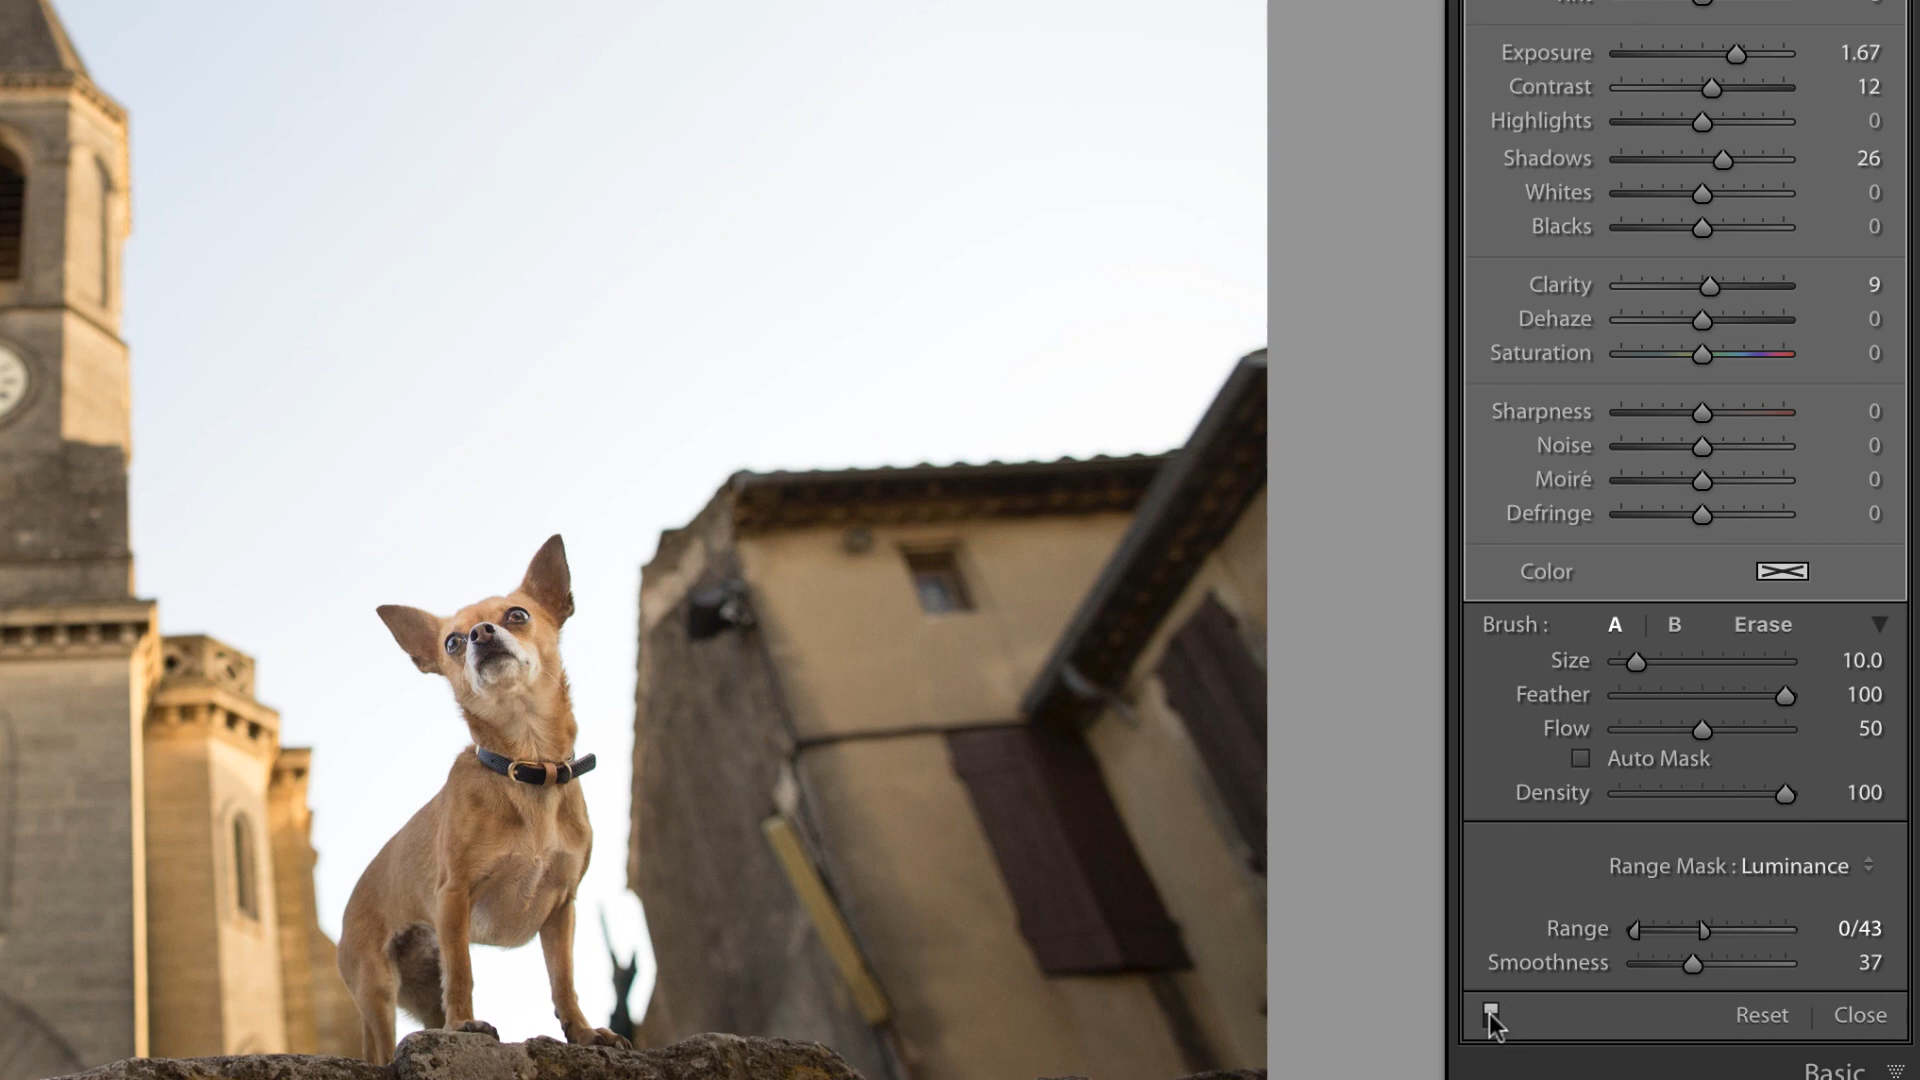 Exposure 1.67
Contrast 12
Highlights 0
Shadows 26
Whites 0
Blacks 0
Clarity 9
Dehaze 0
Saturation 0
Sharpness 0
Noise 0
Moiré 0
Defringe 0
Color
Brush : A | B Erase
Size 10.0
Feather 100
Flow 50
Auto Mask
Density 100
Range Mask : Luminance
Range 0/43
Smoothness 37
Reset | Close
Basic